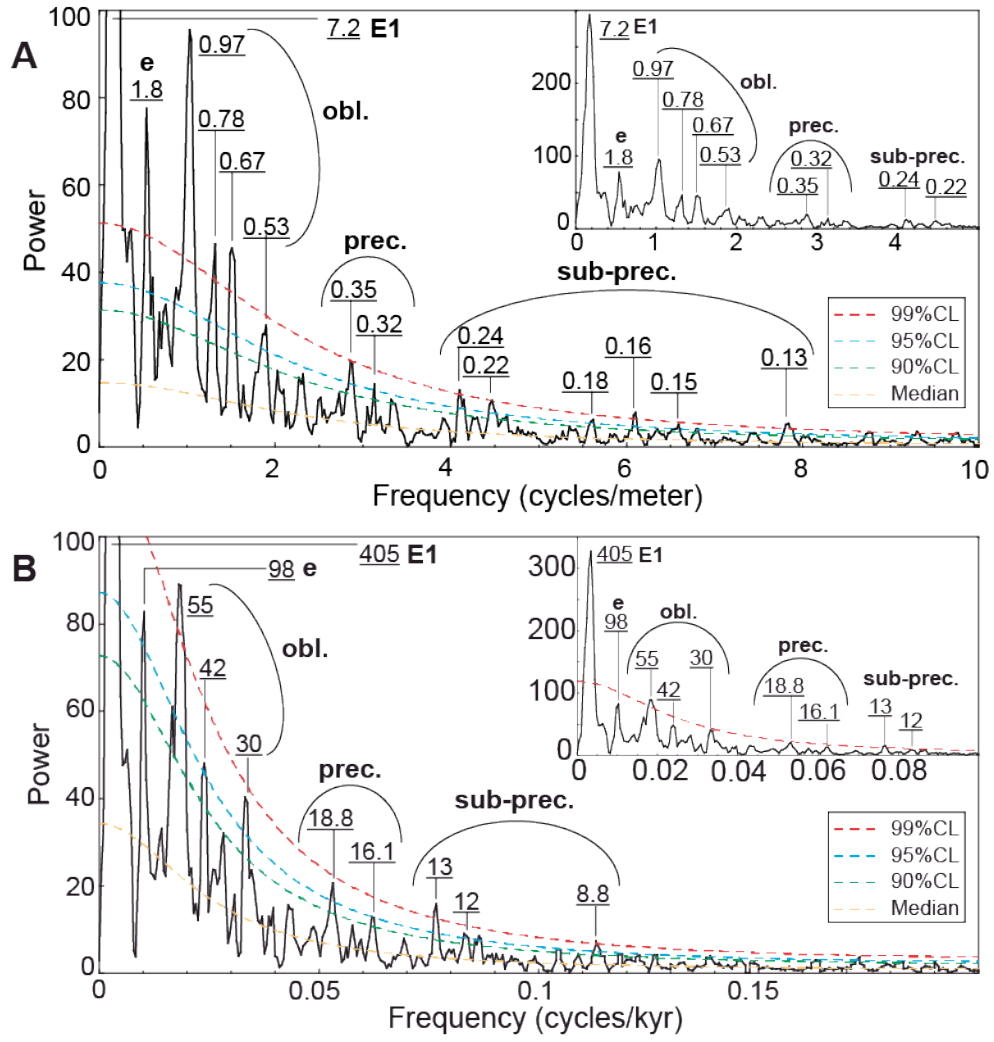 A
100
80
60
40
20
0
Power
7.2 E1
0.97
e
1.8
obl.
0.78
0.67
0.53
prec.
0.35
0.32
sub-prec.
0.24
0.22
0.18
0.16
0.15
0.13
0 2 4 6 8 10
Frequency (cycles/meter)
200
100
0
7.2 E1
0.97
obl.
0.78
e
0.67
prec.
1.8
0.53
0.32
sub-prec.
0.35
0.24
0.22
0 1 2 3 4
99%CL
95%CL
90%CL
Median
B
100
80
60
40
20
0
Power
405 E1
98 e
55
obl.
42
30
prec.
18.8
16.1
sub-prec.
13
12
8.8
0 0.05 0.1 0.15
Frequency (cycles/kyr)
300
200
100
0
405 E1
e
obl.
98
55
30
prec.
42
18.8
sub-prec.
16.1
13
12
0 0.02 0.04 0.06 0.08
99%CL
95%CL
90%CL
Median